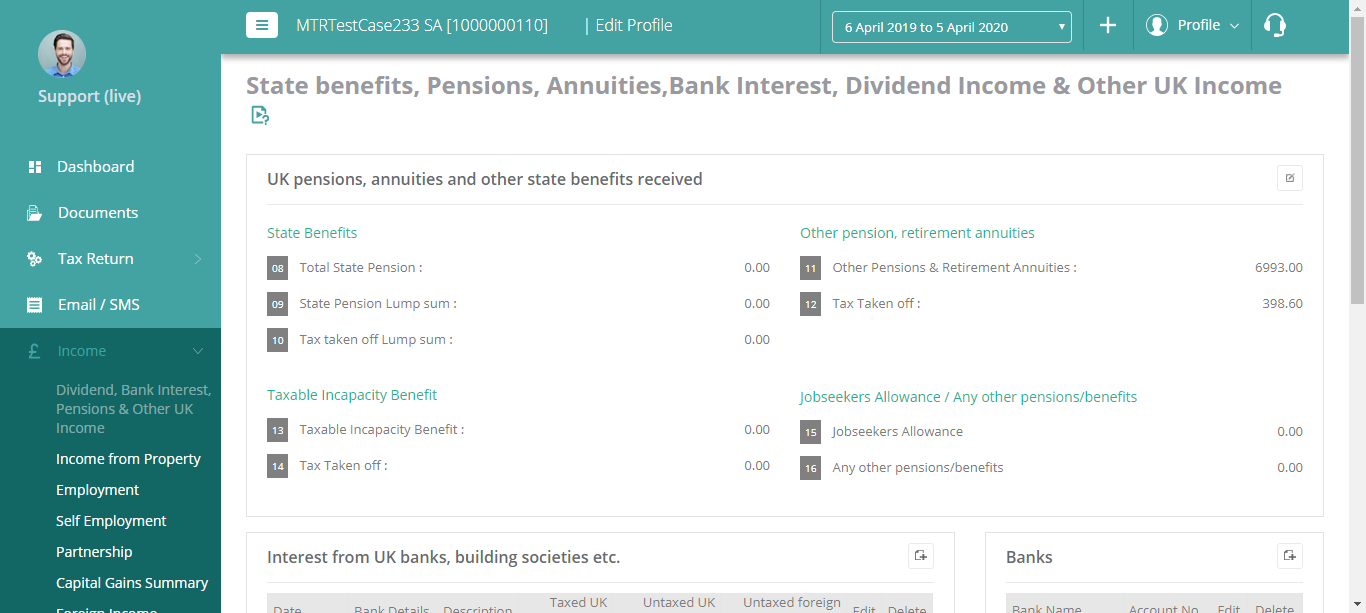 MTRTestCase233 SA [1000000110] | Edit Profile
6 April 2019 to 5 April 2020
Profile
Support (live)
Dashboard
Documents
Tax Return
Email / SMS
£ Income
Dividend, Bank Interest,
Pensions & Other UK
Income
Income from Property
Employment
Self Employment
Partnership
Capital Gains Summary
Foreign Income
State benefits, Pensions, Annuities,Bank Interest, Dividend Income & Other UK Income
UK pensions, annuities and other state benefits received
State Benefits
08 Total State Pension : 0.00
09 State Pension Lump sum : 0.00
10 Tax taken off Lump sum : 0.00
Other pension, retirement annuities
11 Other Pensions & Retirement Annuities : 6993.00
12 Tax Taken off : 398.60
Taxable Incapacity Benefit
13 Taxable Incapacity Benefit : 0.00
14 Tax Taken off : 0.00
Jobseekers Allowance / Any other pensions/benefits
15 Jobseekers Allowance 0.00
16 Any other pensions/benefits 0.00
Interest from UK banks, building societies etc.
Date Bank Details Description Taxed UK Untaxed UK Untaxed foreign Edit Delete
Banks
Bank Name Account No Edit Delete